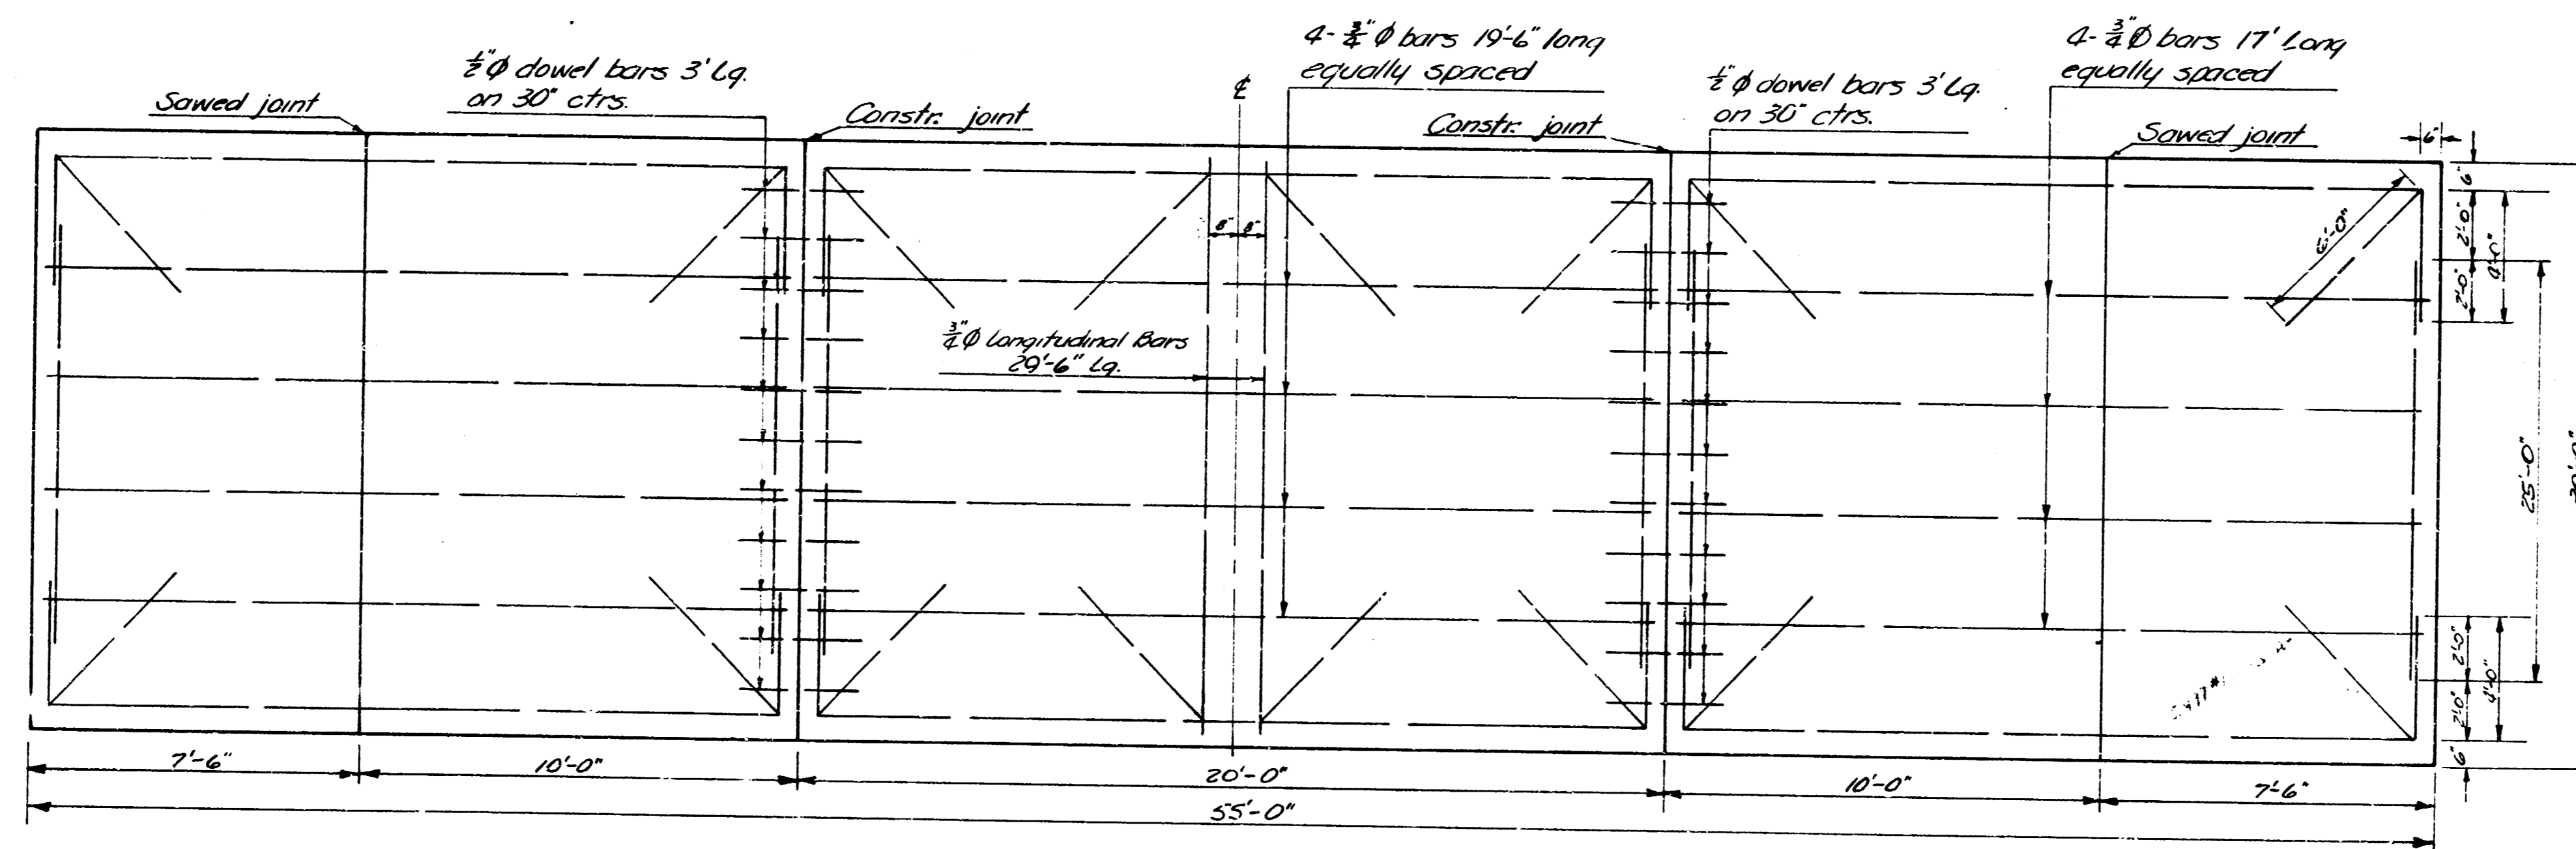 4- 3/4" ϕ bars 19'-6" long
equally spaced
4- 3/4" ϕ bars 17' Long
equally spaced
1/2" ϕ dowel bars 3' Lg.
on 30" ctrs.
1/2" ϕ dowel bars 3' Lg.
on 30" ctrs.
℄
Sawed joint
Constr. joint
Constr. joint
Sawed joint
6"
6"
2'-0"
4'-0"
2'-0"
6'-0"
8"
8"
3/4" ϕ Longitudinal Bars
29'-6" Lg.
25'-0"
2'-0"
4'-0"
2'-0"
6"
7'-6"
10'-0"
20'-0"
10'-0"
7'-6"
55'-0"